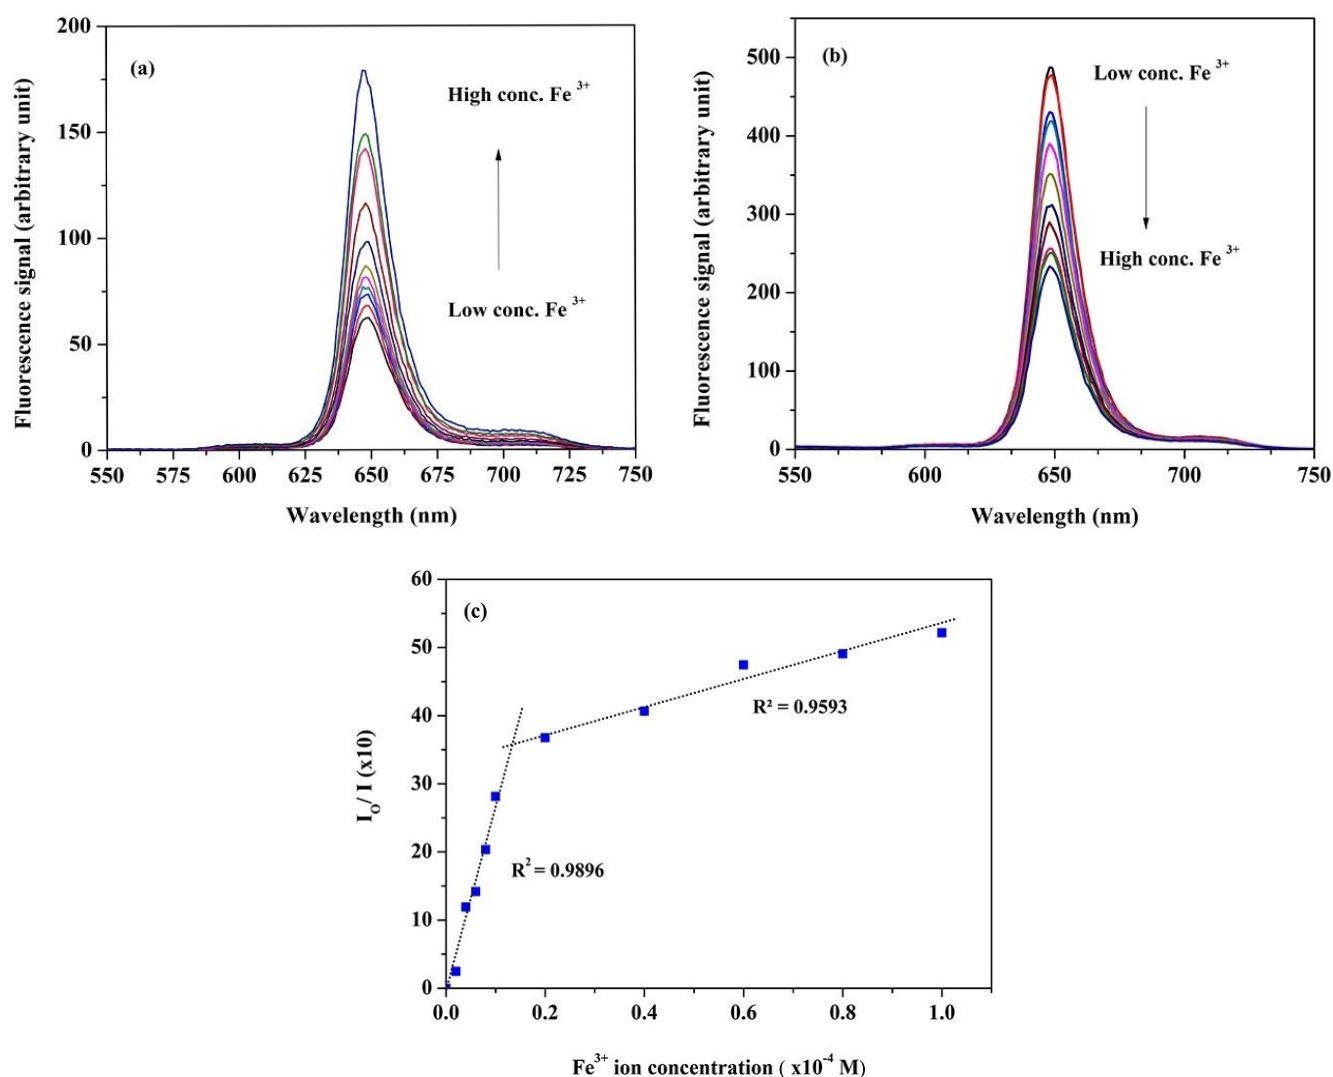 (a)
High conc. Fe 3+
Low conc. Fe 3+
200
150
100
50
0
550 575 600 625 650 675 700 725 750
Fluorescence signal (arbitrary unit)
Wavelength (nm)
(b)
Low conc. Fe 3+
High conc. Fe 3+
500
400
300
200
100
0
550 600 650 700 750
Fluorescence signal (arbitrary unit)
Wavelength (nm)
(c)
60
50
40
30
20
10
0
R² = 0.9593
R² = 0.9896
0.0 0.2 0.4 0.6 0.8 1.0
IO/ I (x10)
Fe3+ ion concentration ( x10-4 M)